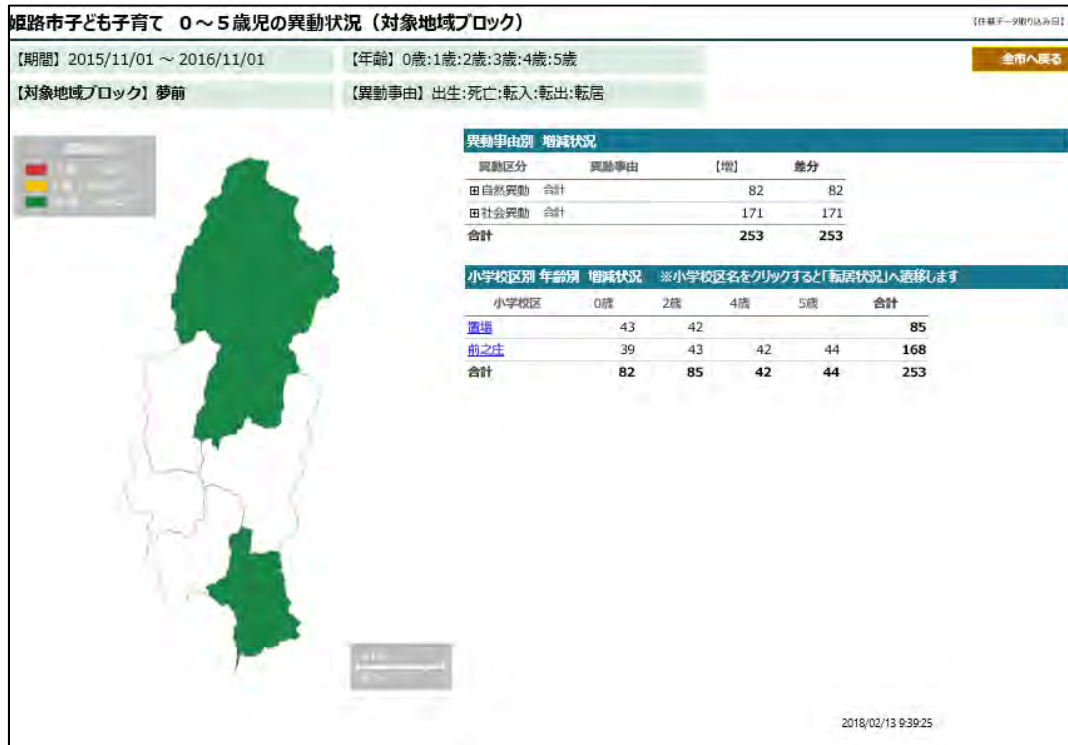 姫路市子ども子育て 0～5歳児の異動状況（対象地域ブロック）
【住基データ取り込み日】
【期間】2015/11/01 ～ 2016/11/01 【年齢】0歳:1歳:2歳:3歳:4歳:5歳
全市へ戻る
【対象地域ブロック】夢前 【異動事由】出生:死亡:転入:転出:転居
異動事由別 増減状況
異動区分 異動事由 【増】 差分
自然異動 合計 82 82
社会異動 合計 171 171
合計 253 253
小学校区別 年齢別 増減状況 ※小学校区名をクリックすると「転居状況」へ遷移します
小学校区 0歳 2歳 4歳 5歳 合計
置塩 43 42 85
前之庄 39 43 42 44 168
合計 82 85 42 44 253
2018/02/13 9:39:25